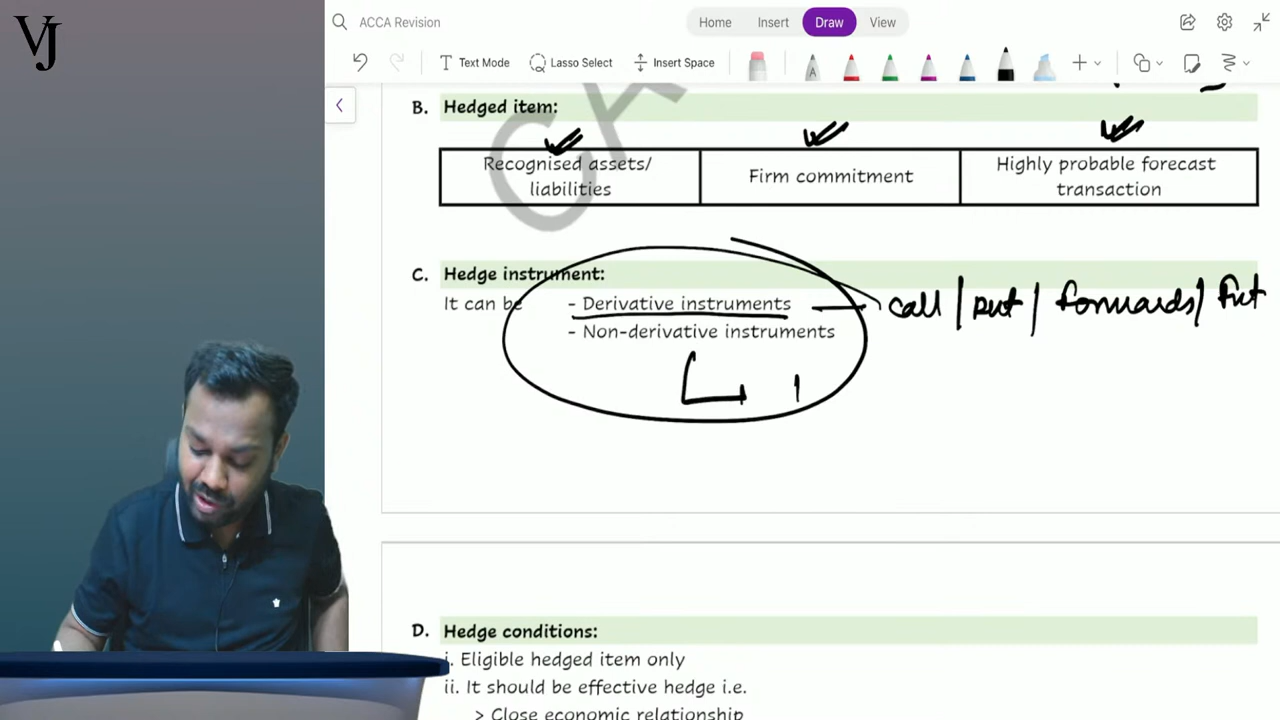 VJ
ACCA Revision
Home Insert Draw View
Text Mode Lasso Select Insert Space
B. Hedged item:
Recognised assets/ liabilities
Firm commitment
Highly probable forecast transaction
C. Hedge instrument:
It can be - Derivative instruments call / put / forwards / Fut
- Non-derivative instruments
D. Hedge conditions:
i. Eligible hedged item only
ii. It should be effective hedge i.e.
> Close economic relationship